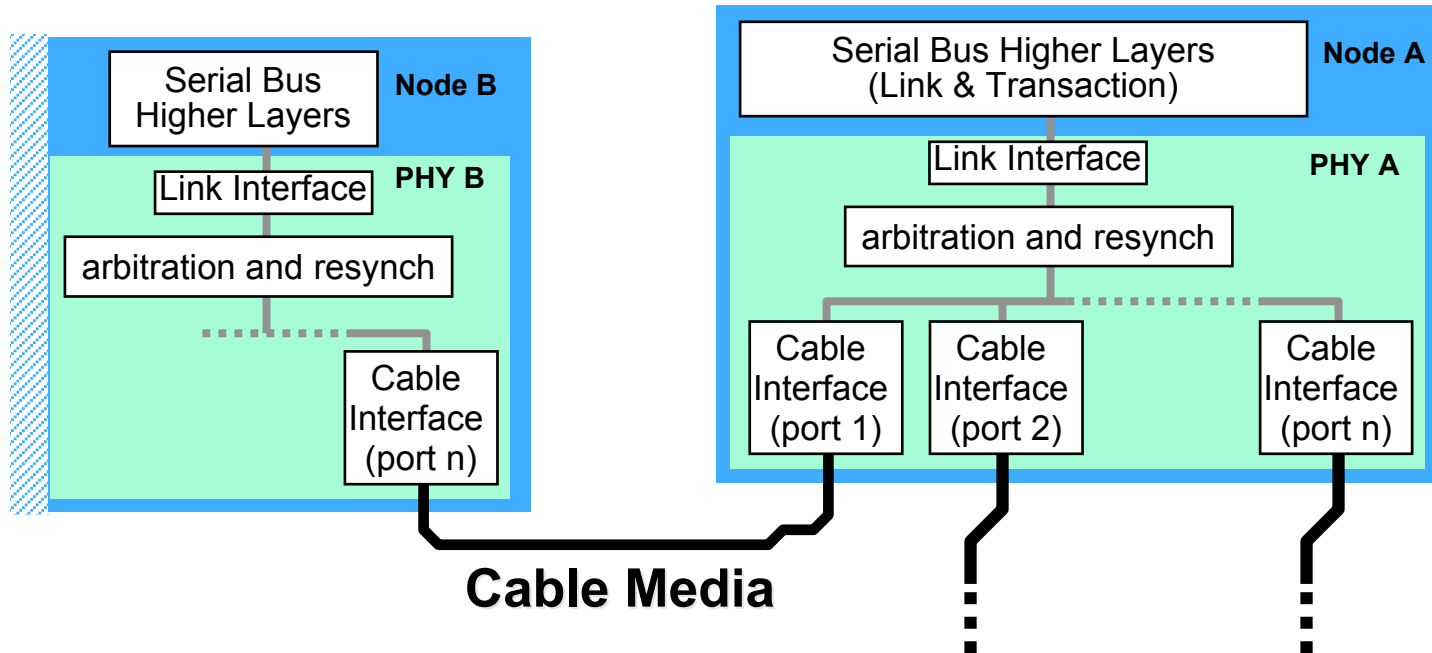 Serial Bus
Higher Layers
Node B
Link Interface
PHY B
arbitration and resynch
Cable
Interface
(port n)
Serial Bus Higher Layers
(Link & Transaction)
Node A
Link Interface
PHY A
arbitration and resynch
Cable
Interface
(port 1)
Cable
Interface
(port 2)
Cable
Interface
(port n)
Cable Media